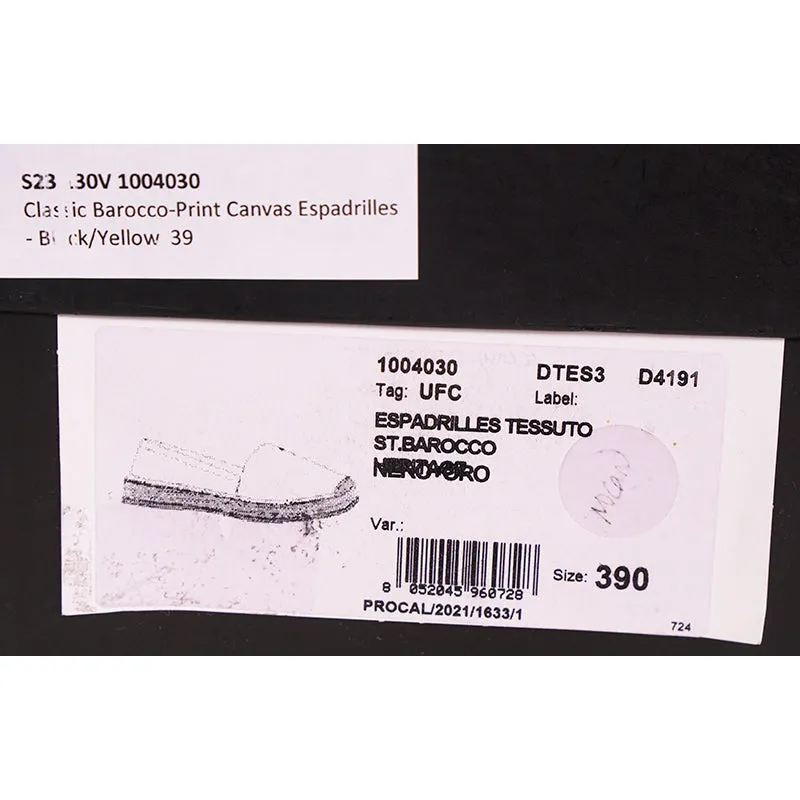 S23 .30V 1004030
Classic Barocco-Print Canvas Espadrilles
- Black/Yellow 39
1004030 DTES3 D4191
Tag: UFC Label:
ESPADRILLES TESSUTO
ST.BAROCCO
HERITAGE
NERO+ORO
Var.:
8 052045 960728
Size: 390
PROCAL/2021/1633/1
724